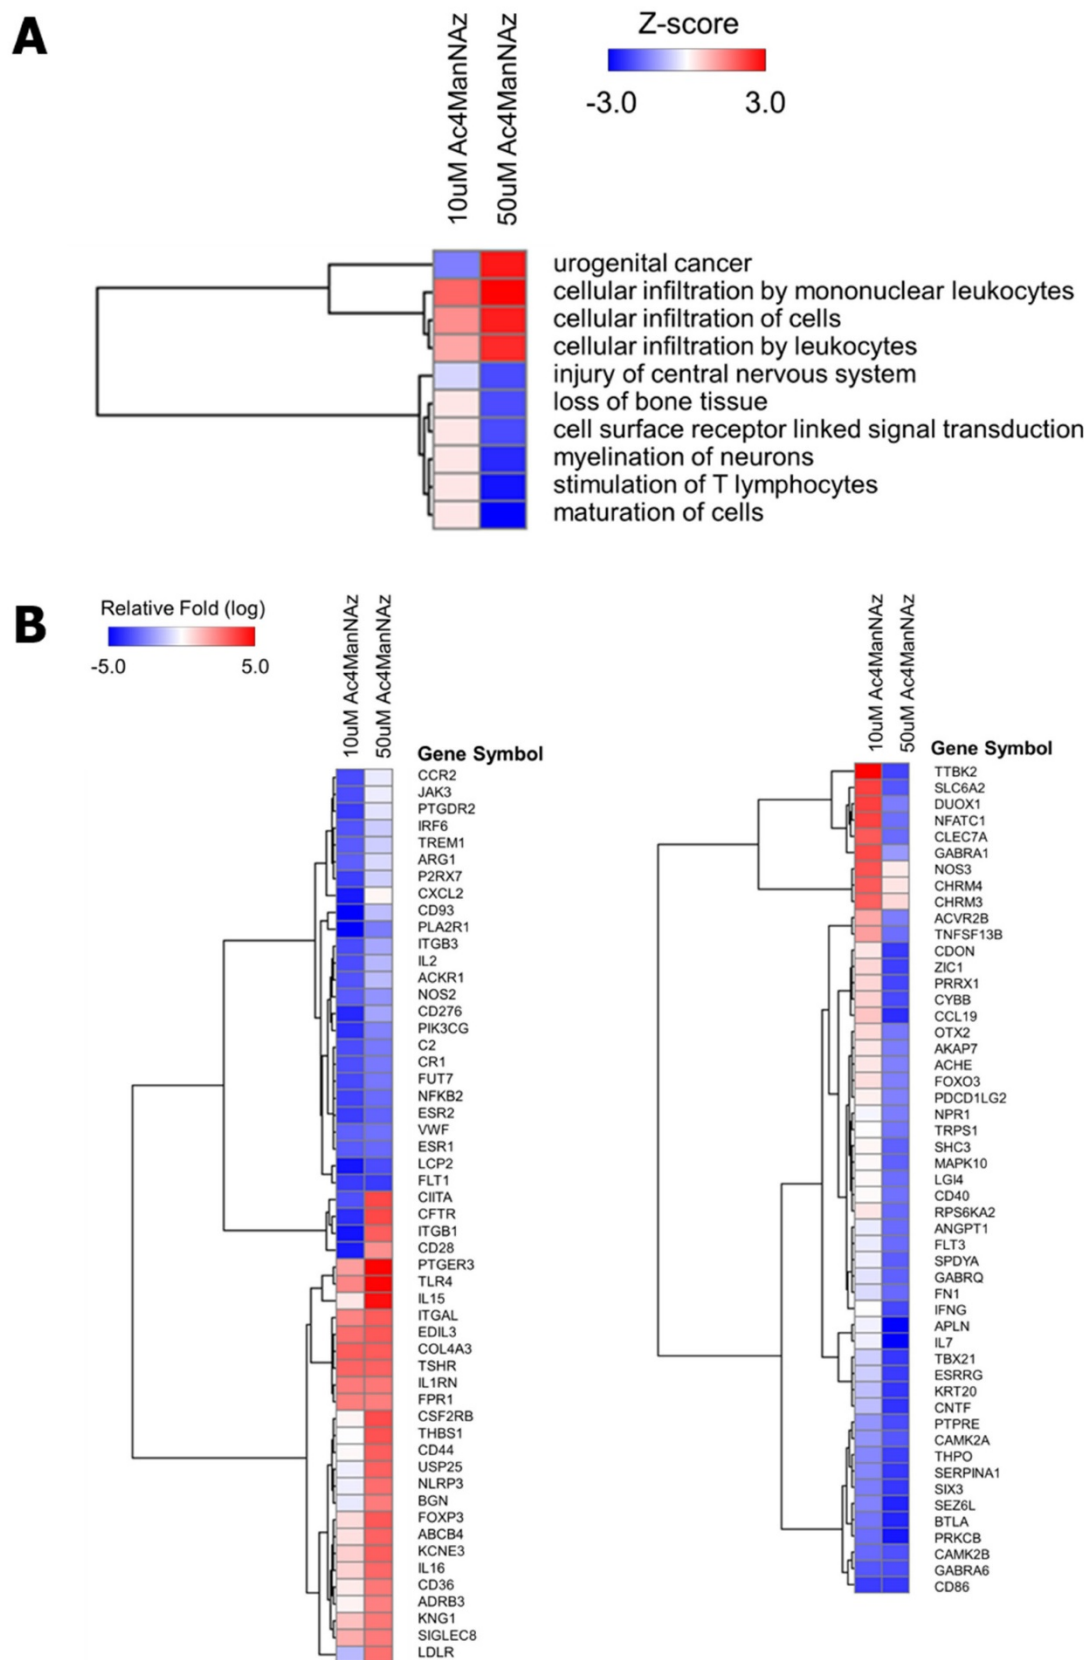 A
10uM Ac4ManNAz
50uM Ac4ManNAz
Z-score
-3.0 3.0
urogenital cancer
cellular infiltration by mononuclear leukocytes
cellular infiltration of cells
cellular infiltration by leukocytes
injury of central nervous system
loss of bone tissue
cell surface receptor linked signal transduction
myelination of neurons
stimulation of T lymphocytes
maturation of cells
B
Relative Fold (log)
-5.0 5.0
10uM Ac4ManNAz
50uM Ac4ManNAz
Gene Symbol
CCR2
JAK3
PTGDR2
IRF6
TREM1
ARG1
P2RX7
CXCL2
CD93
PLA2R1
ITGB3
IL2
ACKR1
NOS2
CD276
PIK3CG
C2
CR1
FUT7
NFKB2
ESR2
VWF
ESR1
LCP2
FLT1
CIITA
CFTR
ITGB1
CD28
PTGER3
TLR4
IL15
ITGAL
EDIL3
COL4A3
TSHR
IL1RN
FPR1
CSF2RB
THBS1
CD44
USP25
NLRP3
BGN
FOXP3
ABCB4
KCNE3
IL16
CD36
ADRB3
KNG1
SIGLEC8
LDLR
10uM Ac4ManNAz
50uM Ac4ManNAz
Gene Symbol
TTBK2
SLC6A2
DUOX1
NFATC1
CLEC7A
GABRA1
NOS3
CHRM4
CHRM3
ACVR2B
TNFSF13B
CDON
ZIC1
PRRX1
CYBB
CCL19
OTX2
AKAP7
ACHE
FOXO3
PDCD1LG2
NPR1
TRPS1
SHC3
MAPK10
LGI4
CD40
RPS6KA2
ANGPT1
FLT3
SPDYA
GABRQ
FN1
IFNG
APLN
IL7
TBX21
ESRRG
KRT20
CNTF
PTPRE
CAMK2A
THPO
SERPINA1
SIX3
SEZ6L
BTLA
PRKCB
CAMK2B
GABRA6
CD86